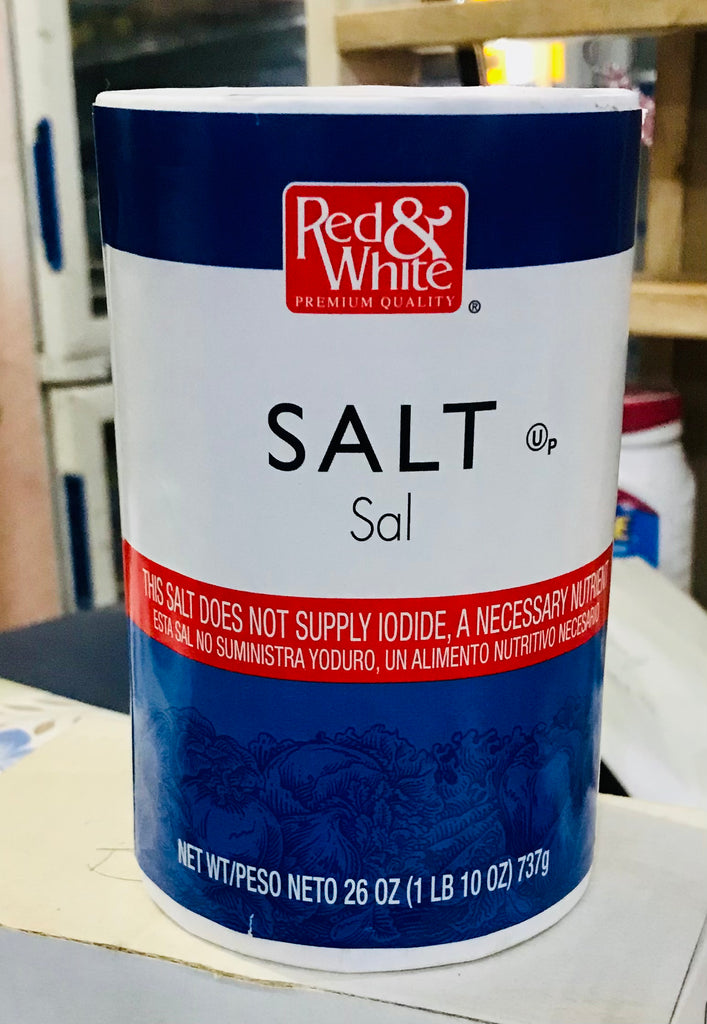 Red &
White
PREMIUM QUALITY ®
SALT
Ⓤ P
Sal
THIS SALT DOES NOT SUPPLY IODIDE, A NECESSARY NUTRIENT
ESTA SAL NO SUMINISTRA YODURO, UN ALIMENTO NUTRITIVO NECESARIO
NET WT/PESO NETO 26 OZ (1 LB 10 OZ) 737g